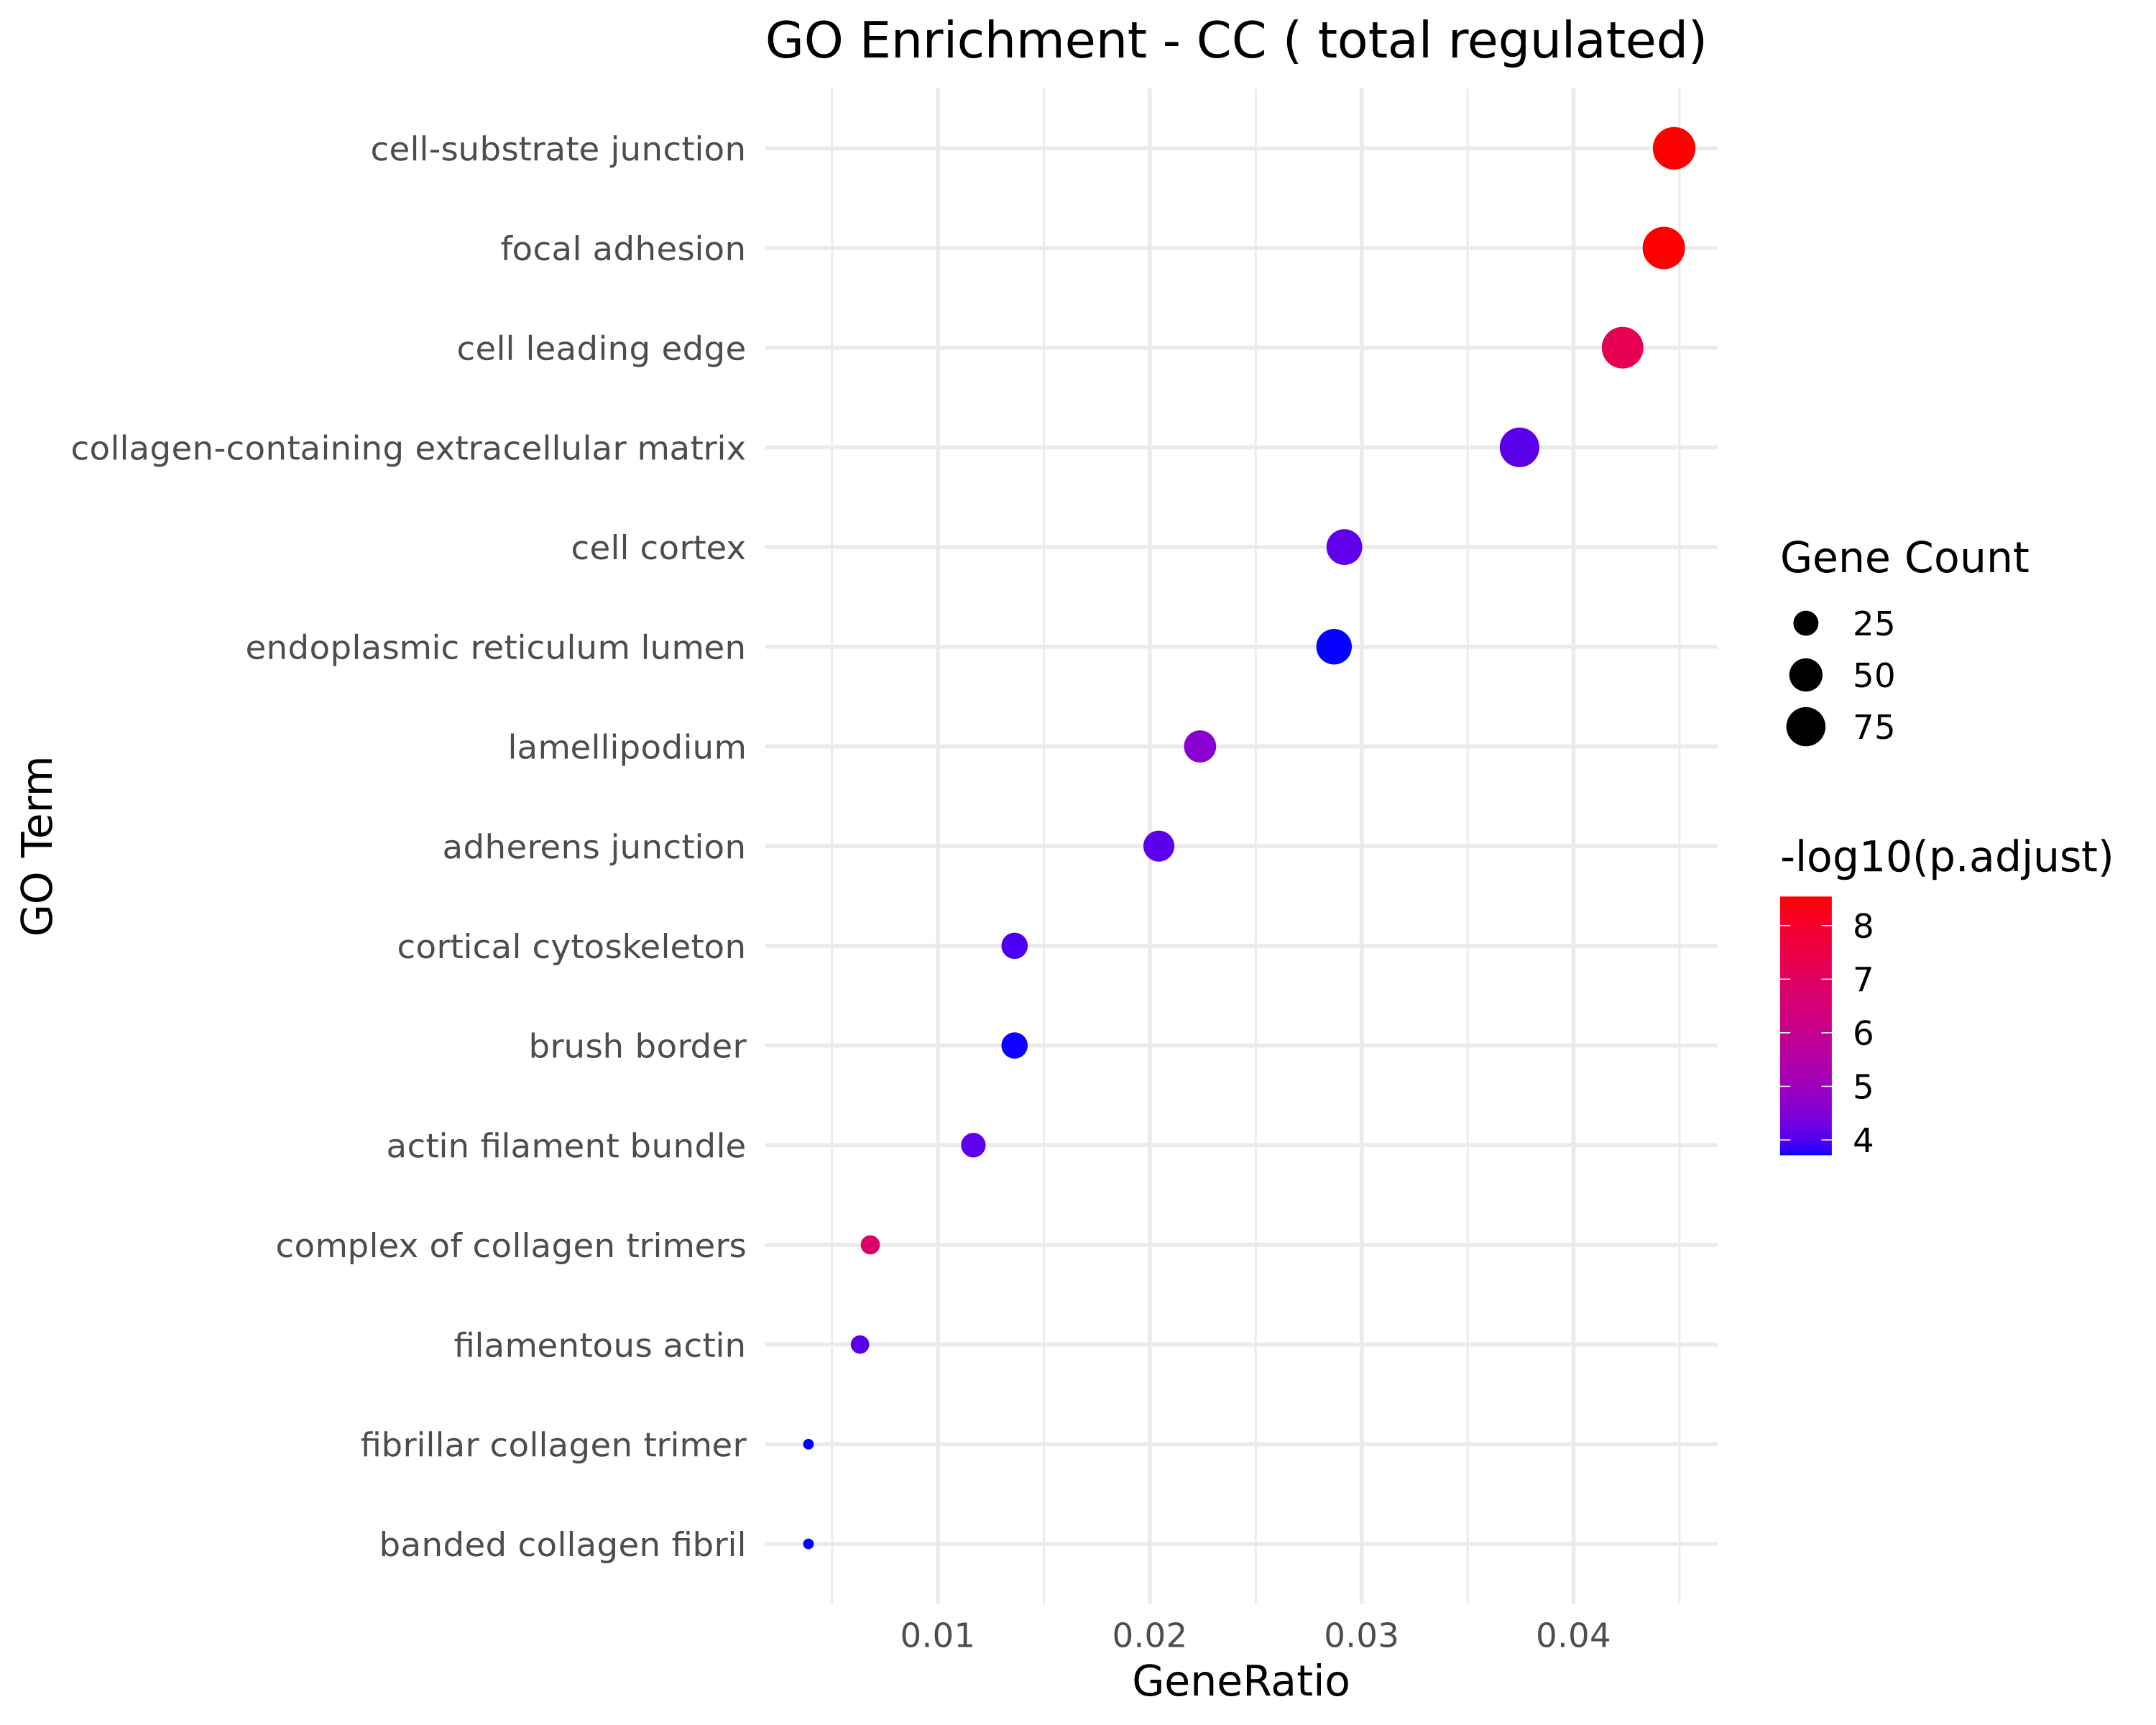 GO Enrichment - CC ( total regulated)
cell-substrate junction
focal adhesion
cell leading edge
collagen-containing extracellular matrix
cell cortex
endoplasmic reticulum lumen
lamellipodium
adherens junction
cortical cytoskeleton
brush border
actin filament bundle
complex of collagen trimers
filamentous actin
fibrillar collagen trimer
banded collagen fibril
GO Term
0.01 0.02 0.03 0.04
GeneRatio
Gene Count
25
50
75
-log10(p.adjust)
8
7
6
5
4